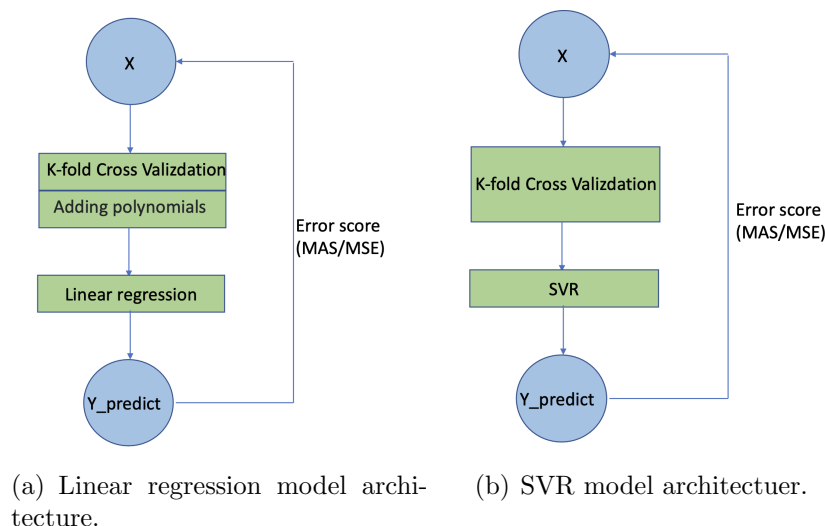 X
K-fold Cross Valizdation
Adding polynomials
Linear regression
Y_predict
Error score
(MAS/MSE)
(a) Linear regression model archi-
tecture.
X
K-fold Cross Valizdation
SVR
Y_predict
Error score
(MAS/MSE)
(b) SVR model architectuer.